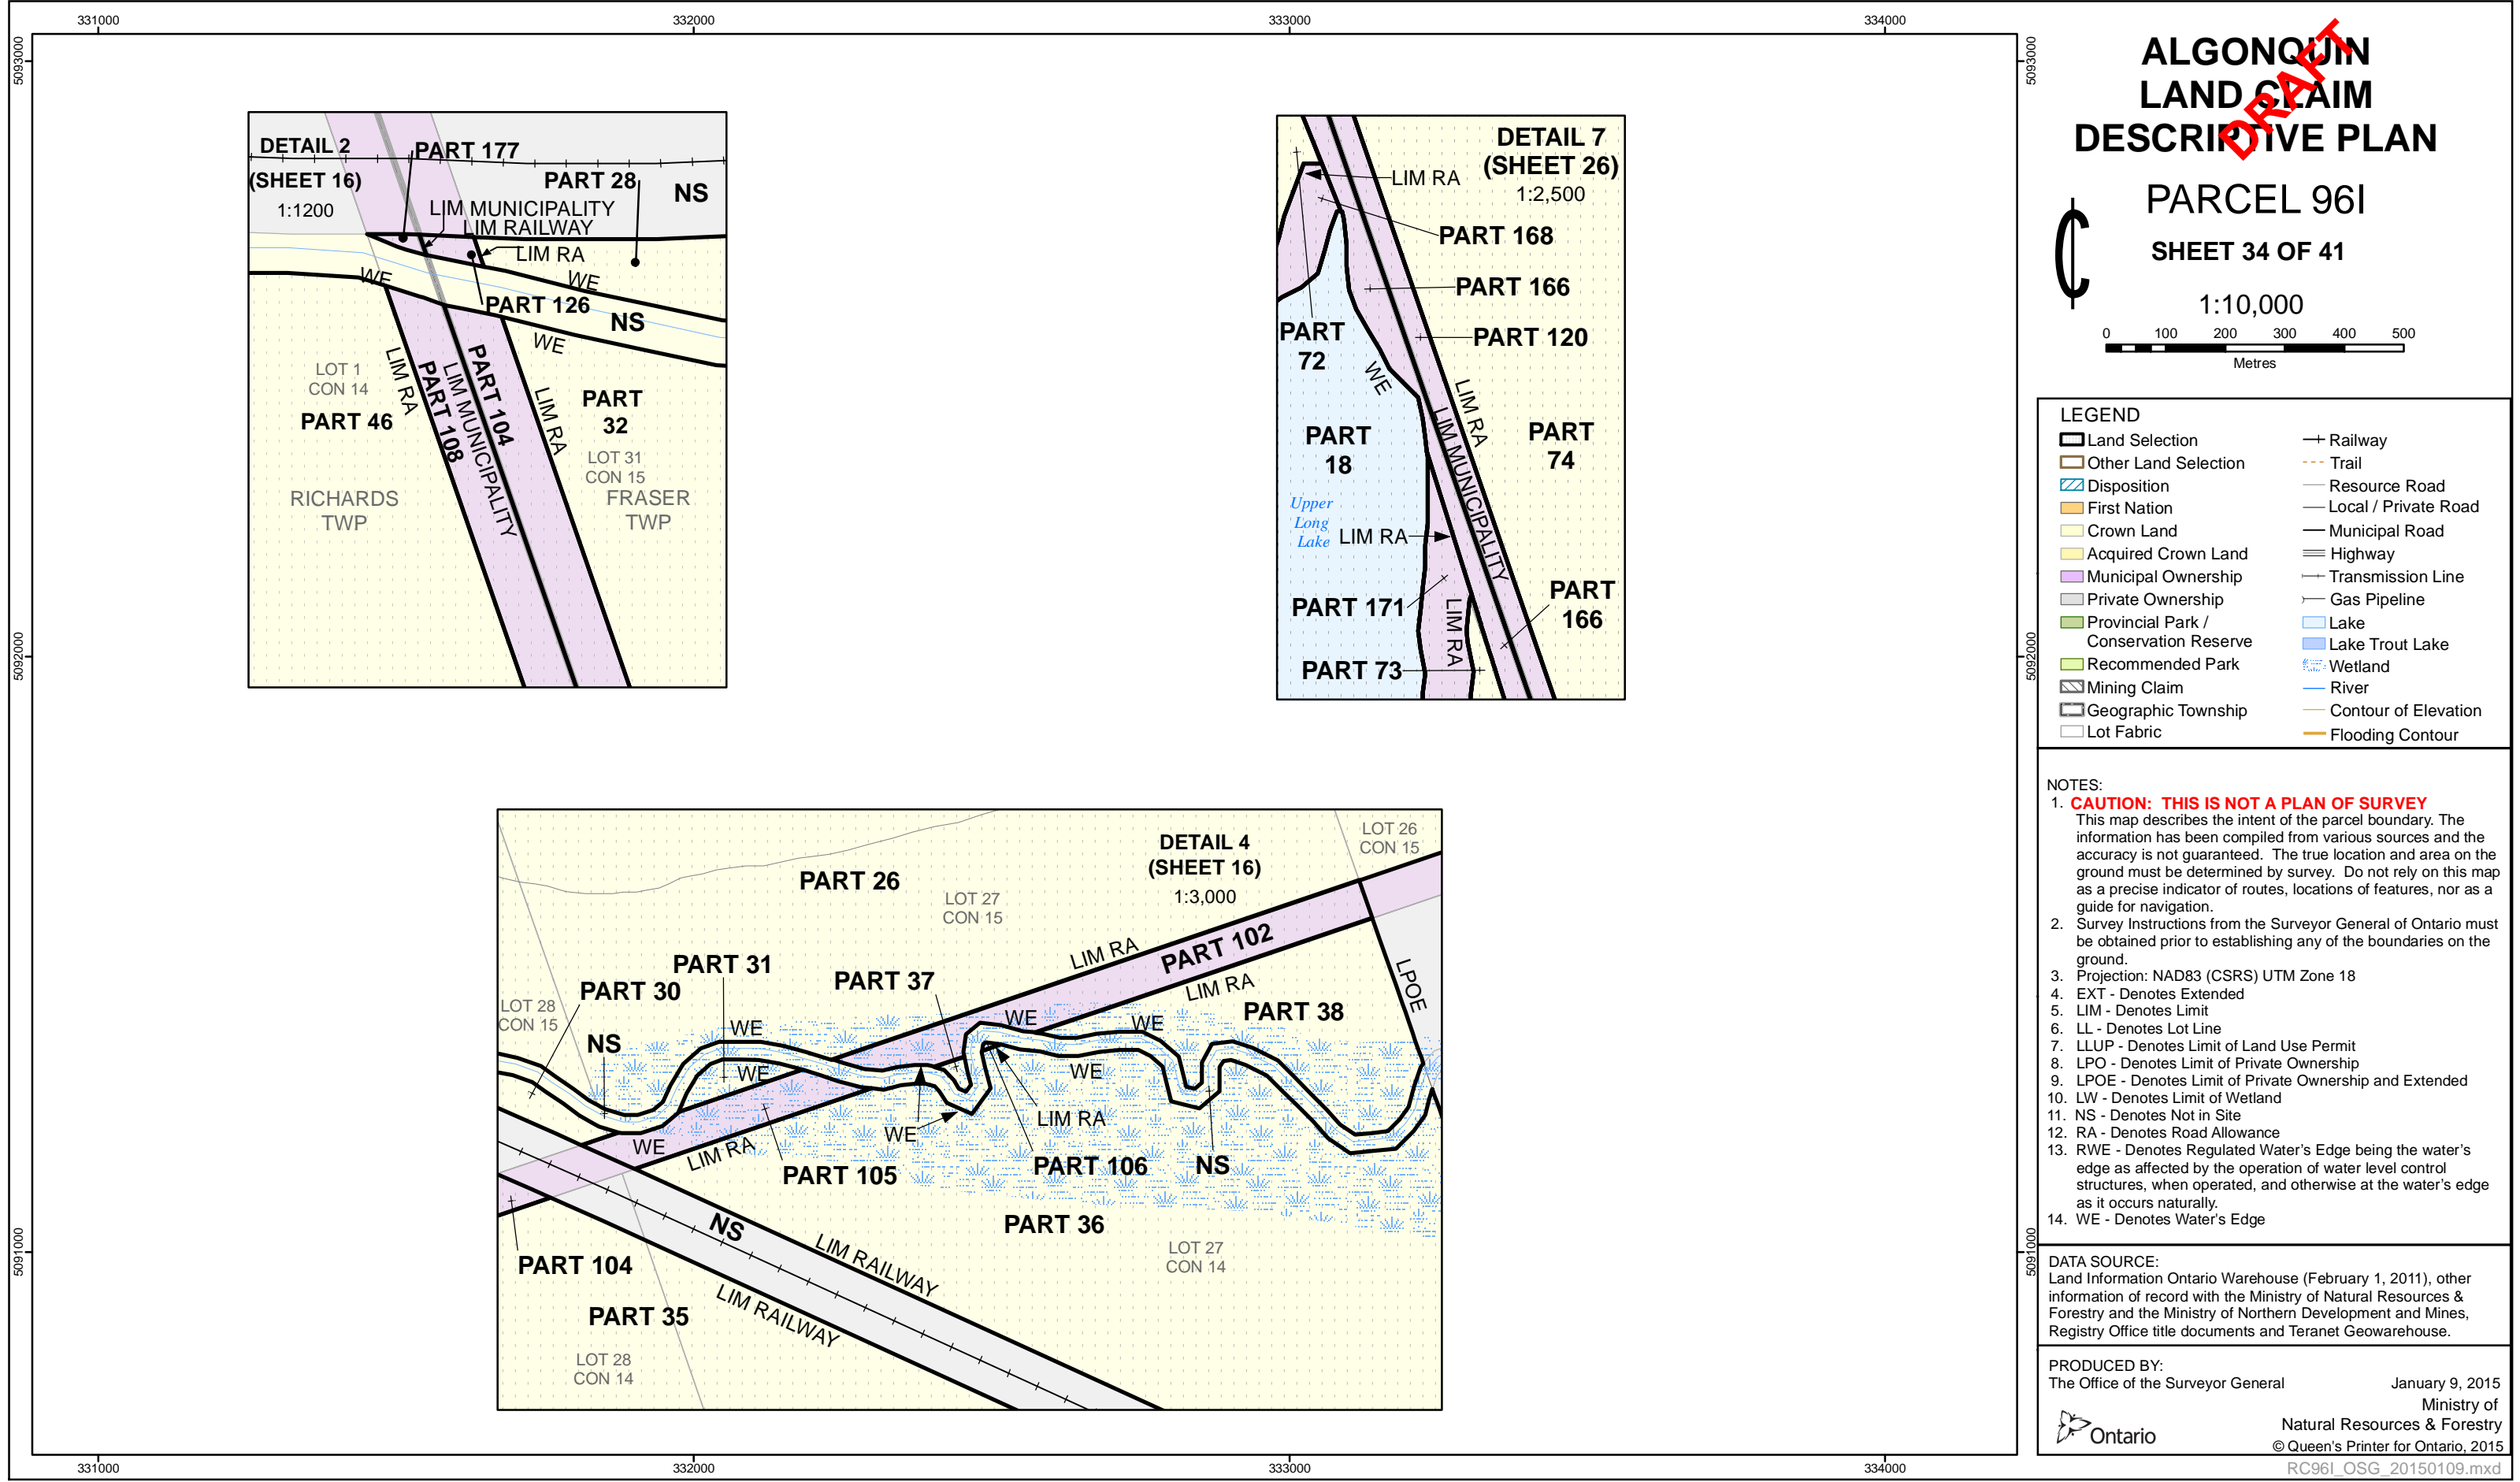 331000
332000
333000
334000
5093000
5092000
5091000
5093000
5092000
5091000
331000
332000
333000
334000
DETAIL 2
(SHEET 16)
1:1200
PART 177
PART 28
NS
LIM MUNICIPALITY
LIM RAILWAY
LIM RA
WE
WE
PART 126
NS
WE
LOT 1
CON 14
PART 46
LIM RA
PART 108
LIM MUNICIPALITY
PART 104
LIM RA
PART
32
LOT 31
CON 15
RICHARDS
TWP
FRASER
TWP
DETAIL 7
(SHEET 26)
1:2,500
LIM RA
PART 168
PART 166
PART 120
PART
72
WE
LIM RA
LIM MUNICIPALITY
PART
18
PART
74
Upper
Long
Lake
LIM RA
PART 171
LIM RA
PART
166
PART 73
DETAIL 4
(SHEET 16)
1:3,000
LOT 26
CON 15
PART 26
LOT 27
CON 15
LIM RA
PART 102
LIM RA
LPOE
PART 31
PART 37
PART 30
LOT 28
CON 15
NS
WE
WE
WE
WE
PART 38
WE
WE
LIM RA
WE
LIM RA
PART 105
PART 106
NS
PART 36
NS
LIM RAILWAY
LIM RAILWAY
PART 104
PART 35
LOT 28
CON 14
LOT 27
CON 14
ALGONQUIN
LAND CLAIM
DESCRIPTIVE PLAN
DRAFT
PARCEL 96I
SHEET 34 OF 41
1:10,000
0 100 200 300 400 500
Metres
LEGEND
Land Selection
Other Land Selection
Disposition
First Nation
Crown Land
Acquired Crown Land
Municipal Ownership
Private Ownership
Provincial Park /
Conservation Reserve
Recommended Park
Mining Claim
Geographic Township
Lot Fabric
Railway
Trail
Resource Road
Local / Private Road
Municipal Road
Highway
Transmission Line
Gas Pipeline
Lake
Lake Trout Lake
Wetland
River
Contour of Elevation
Flooding Contour
NOTES:
1. CAUTION: THIS IS NOT A PLAN OF SURVEY
This map describes the intent of the parcel boundary. The
information has been compiled from various sources and the
accuracy is not guaranteed. The true location and area on the
ground must be determined by survey. Do not rely on this map
as a precise indicator of routes, locations of features, nor as a
guide for navigation.
2. Survey Instructions from the Surveyor General of Ontario must
be obtained prior to establishing any of the boundaries on the
ground.
3. Projection: NAD83 (CSRS) UTM Zone 18
4. EXT - Denotes Extended
5. LIM - Denotes Limit
6. LL - Denotes Lot Line
7. LLUP - Denotes Limit of Land Use Permit
8. LPO - Denotes Limit of Private Ownership
9. LPOE - Denotes Limit of Private Ownership and Extended
10. LW - Denotes Limit of Wetland
11. NS - Denotes Not in Site
12. RA - Denotes Road Allowance
13. RWE - Denotes Regulated Water's Edge being the water's
edge as affected by the operation of water level control
structures, when operated, and otherwise at the water's edge
as it occurs naturally.
14. WE - Denotes Water's Edge
DATA SOURCE:
Land Information Ontario Warehouse (February 1, 2011), other
information of record with the Ministry of Natural Resources &
Forestry and the Ministry of Northern Development and Mines,
Registry Office title documents and Teranet Geowarehouse.
PRODUCED BY:
The Office of the Surveyor General
January 9, 2015
Ministry of
Natural Resources & Forestry
Ontario
© Queen's Printer for Ontario, 2015
RC96I_OSG_20150109.mxd